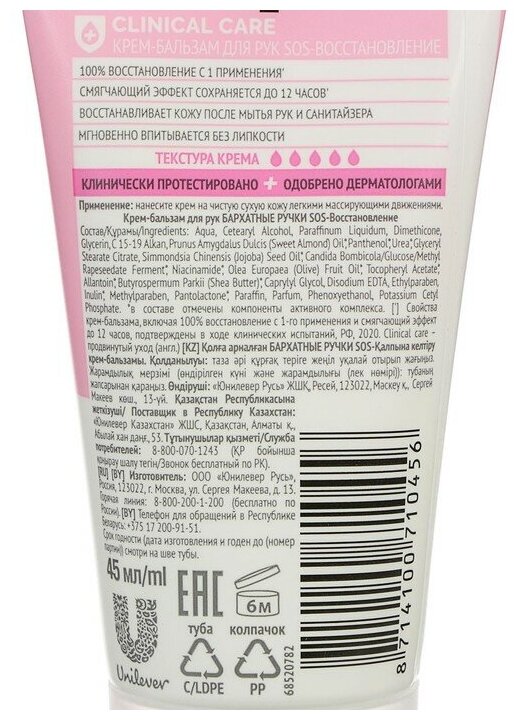 CLINICAL CARE
КРЕМ-БАЛЬЗАМ ДЛЯ РУК SOS-ВОССТАНОВЛЕНИЕ
100% ВОССТАНОВЛЕНИЕ С 1 ПРИМЕНЕНИЯ¹
СМЯГЧАЮЩИЙ ЭФФЕКТ СОХРАНЯЕТСЯ ДО 12 ЧАСОВ¹
ВОССТАНАВЛИВАЕТ КОЖУ ПОСЛЕ МЫТЬЯ РУК И САНИТАЙЗЕРА
МГНОВЕННО ВПИТЫВАЕТСЯ БЕЗ ЛИПКОСТИ
ТЕКСТУРА КРЕМА
КЛИНИЧЕСКИ ПРОТЕСТИРОВАНО + ОДОБРЕНО ДЕРМАТОЛОГАМИ
Применение: нанесите крем на чистую сухую кожу легкими массирующими движениями.
Крем-бальзам для рук БАРХАТНЫЕ РУЧКИ SOS-Восстановление
Состав/Құрамы/Ingredients: Aqua, Cetearyl Alcohol, Paraffinum Liquidum, Dimethicone,
Glycerin, C 15-19 Alkan, Prunus Amygdalus Dulcis (Sweet Almond) Oil*, Panthenol*, Urea*, Glyceryl
Stearate Citrate, Simmondsia Chinensis (Jojoba) Seed Oil*, Candida Bombicola/Glucose/Methyl
Rapeseedate Ferment*, Niacinamide*, Olea Europaea (Olive) Fruit Oil*, Tocopheryl Acetate*,
Allantoin*, Butyrospermum Parkii (Shea Butter)*, Caprylyl Glycol, Disodium EDTA, Ethylparaben,
Inulin*, Methylparaben, Pantolactone*, Paraffin, Parfum, Phenoxyethanol, Potassium Cetyl
Phosphate. *в составе отмечены компоненты активного комплекса. [¹] Свойства
крем-бальзама, включая 100% восстановление с 1-го применения и смягчающий эффект
до 12 часов, подтверждены в ходе клинических испытаний, РФ, 2020. Clinical care -
продвинутый уход (англ.) [KZ] Қолға арналған БАРХАТНЫЕ РУЧКИ SOS-Қалпына келтіру
крем-бальзамы. Қолданылуы: таза әрі құрғақ теріге жеңіл уқалай отырып жағыңыз.
Жарамдылық мерзімі (өндірілген күні және жарамдылығы (лек нөмірі)): тубаның
жапсарынан қараңыз. Өндіруші: «Юнилевер Русь» ЖШҚ, Ресей, 123022, Мәскеу қ., Сергей
Макеев көш., 13-үй. Қазақстан Республикасына
жеткізуші/ Поставщик в Республику Казахстан:
«Юнилевер Казахстан» ЖШС, Қазақстан, Алматы қ.,
Абылай хан даңғ., 53. Тұтынушылар қызметі/Служба
потребителей: 8-800-070-1243 (ҚР бойынша
қоңырау шалу тегін/Звонок бесплатный по РК).
[RU] [BY] Изготовитель: ООО «Юнилевер Русь»,
Россия, 123022, г. Москва, ул. Сергея Макеева, д. 13.
Горячая линия: 8-800-200-1-200 (бесплатно по
России). [BY] Телефон для обращений в Республике
Беларусь: +375 17 200-91-51.
Срок годности (дата изготовления и годен до (номер
партии)) смотри на шве тубы.
45 мл/ml
EAC
6М
туба
колпачок
C/LDPE
PP
Unilever
68520782
8 714100 710456